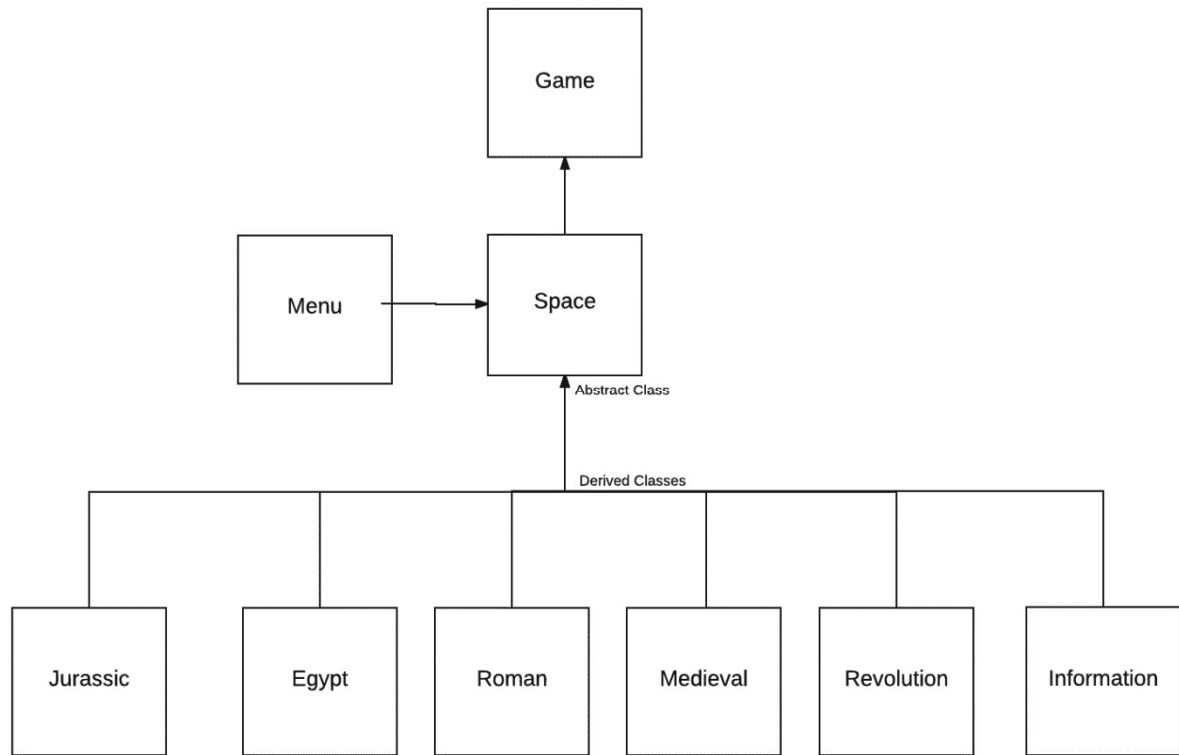 Game
Menu
Space
Abstract Class
Derived Classes
Jurassic
Egypt
Roman
Medieval
Revolution
Information